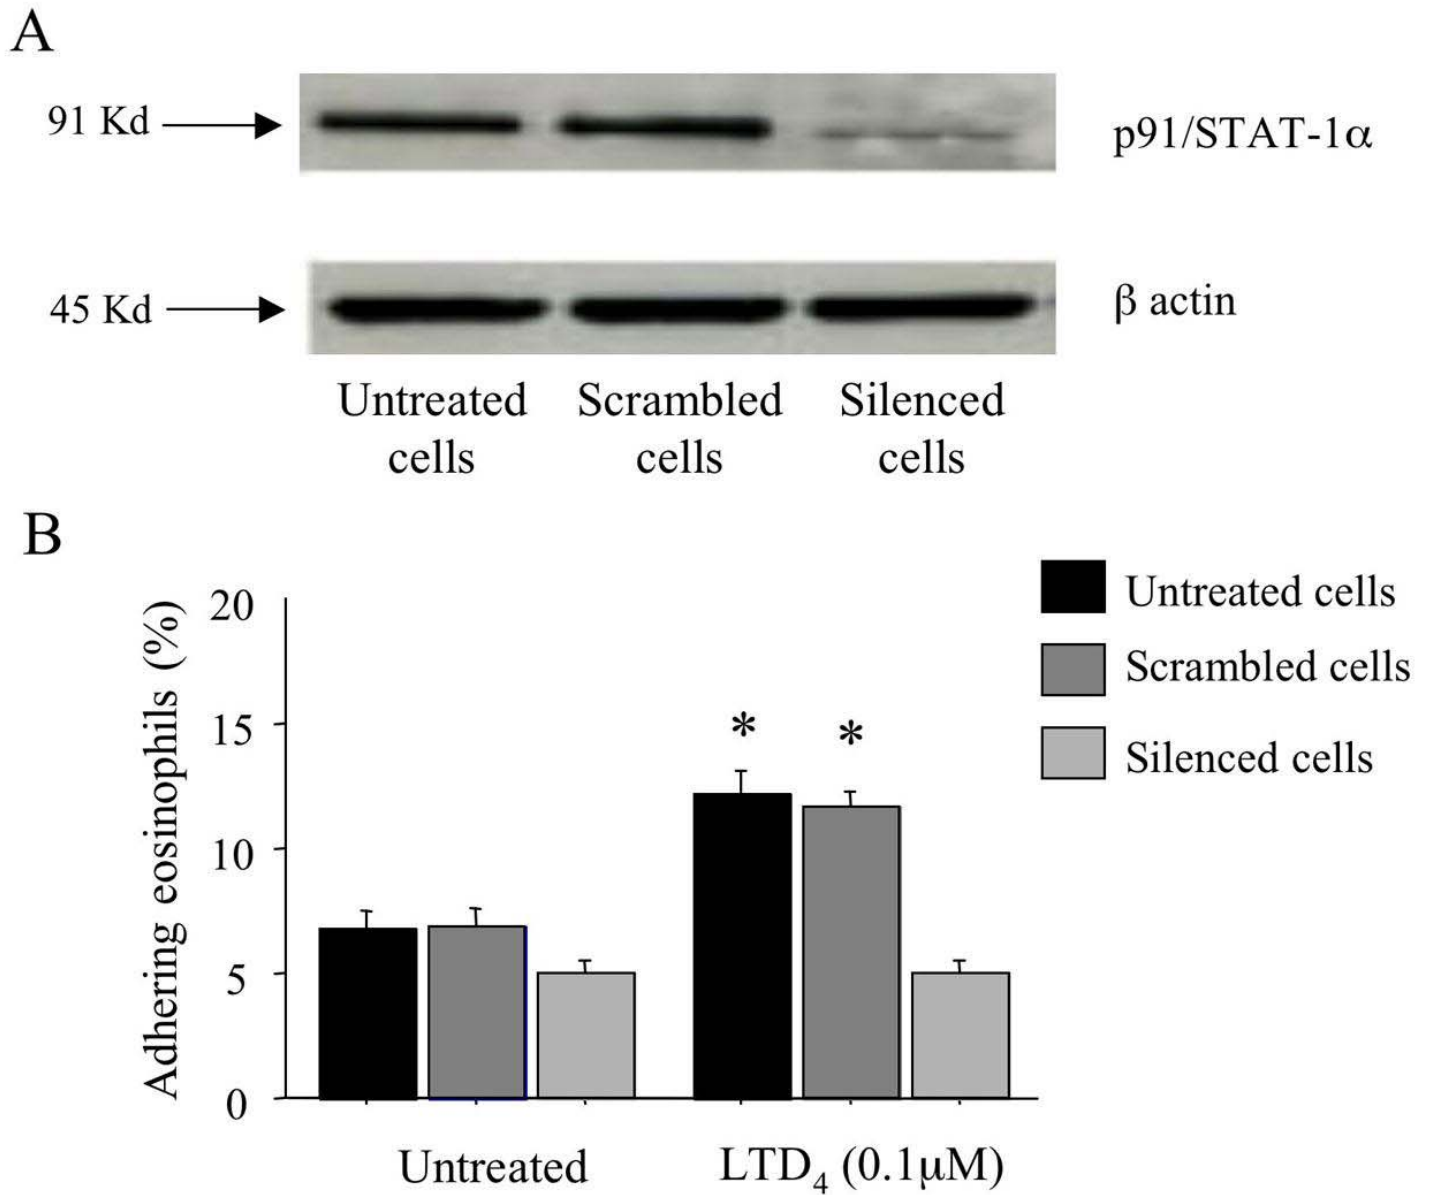 A
91 Kd
p91/STAT-1α
45 Kd
β actin
Untreated cells
Scrambled cells
Silenced cells
B
Untreated cells
Scrambled cells
Silenced cells
Adhering eosinophils (%)
20
15
10
5
0
*
*
Untreated
LTD₄ (0.1μM)